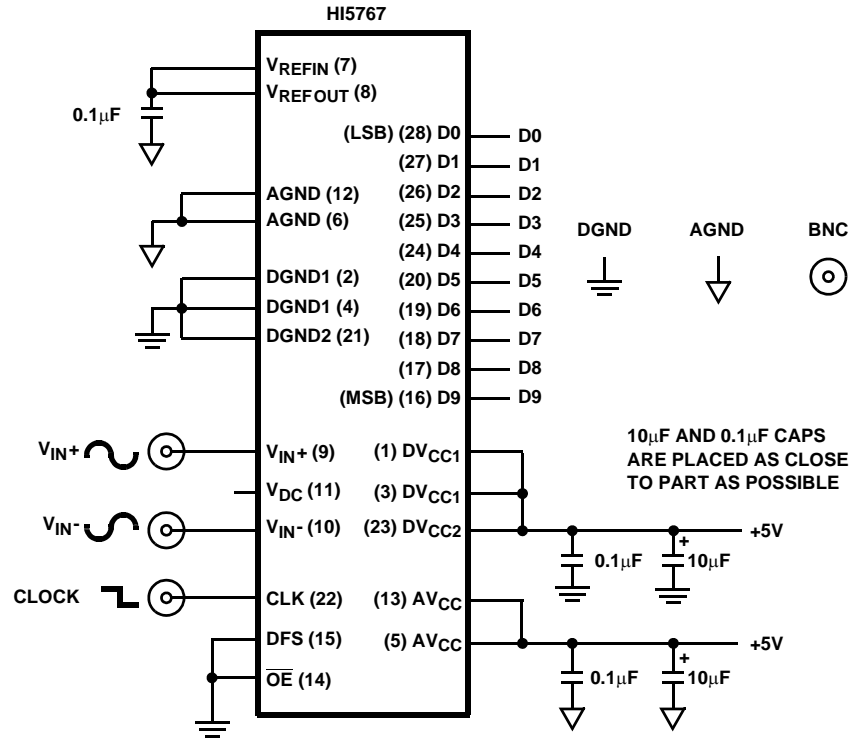 HI5767
VREFIN (7)
VREFOUT (8)
0.1µF
(LSB) (28) D0 D0
(27) D1 D1
AGND (12) (26) D2 D2
AGND (6) (25) D3 D3
DGND AGND BNC
(24) D4 D4
DGND1 (2) (20) D5 D5
DGND1 (4) (19) D6 D6
DGND2 (21) (18) D7 D7
(17) D8 D8
(MSB) (16) D9 D9
10µF AND 0.1µF CAPS
ARE PLACED AS CLOSE
TO PART AS POSSIBLE
VIN+ VIN+ (9) (1) DVCC1
VDC (11) (3) DVCC1
VIN- VIN- (10) (23) DVCC2 +5V
0.1µF + 10µF
CLOCK CLK (22) (13) AVCC
DFS (15) (5) AVCC +5V
OE (14) 0.1µF + 10µF